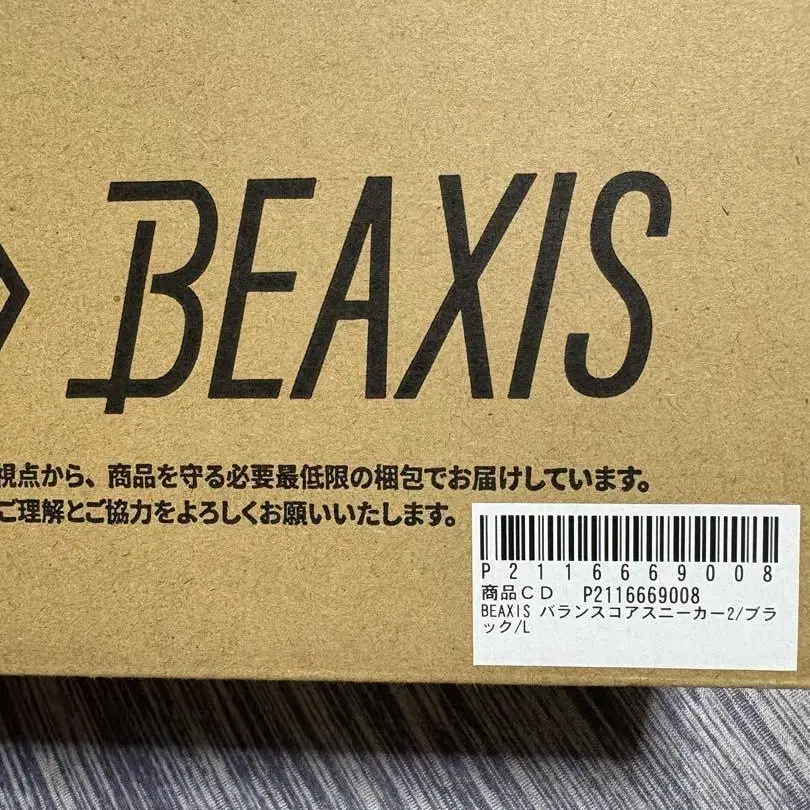 BEAXIS
視点から、商品を守る必要最低限の梱包でお届けしています。
ご理解とご協力をよろしくお願いいたします。
P2116669008
商品CD P2116669008
BEAXIS バランスコアスニーカー2/ブラ
ック/L